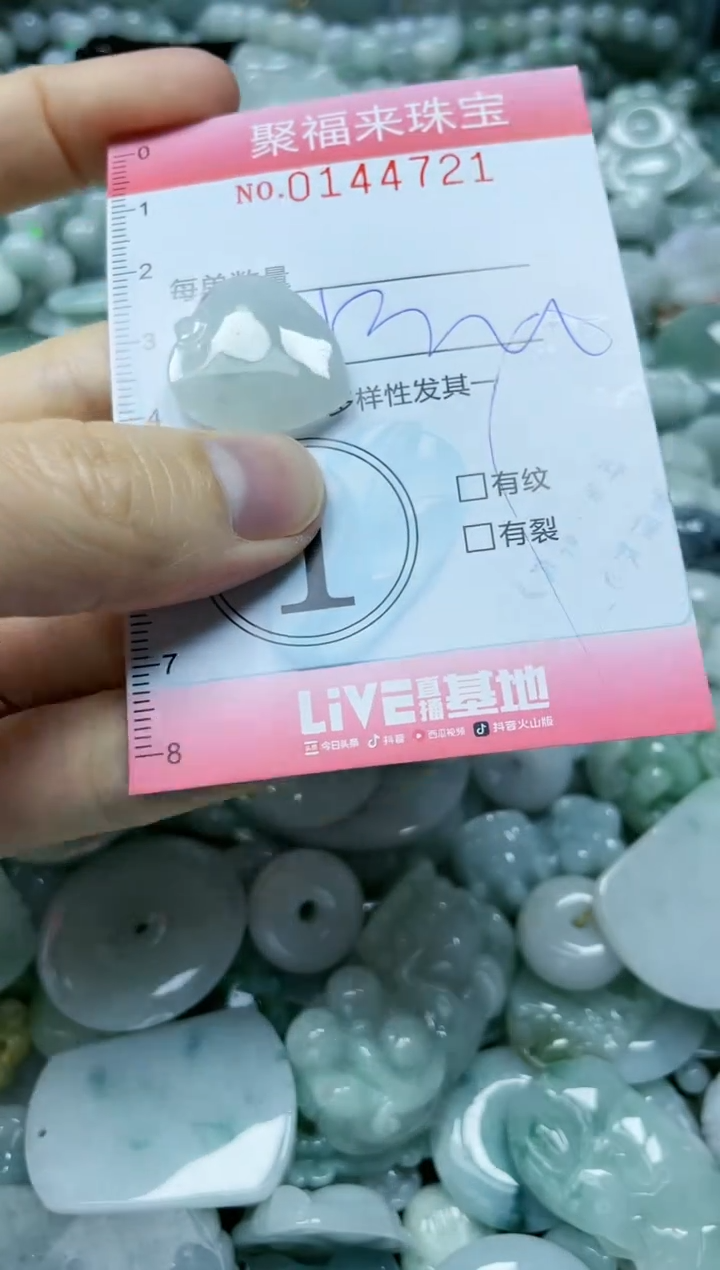 聚福来珠宝
NO.0144721
0
1
2
每单数量
3
多样性发其一
4
1
□有纹
□有裂
7
8
LiVE直播基地
今日头条 抖音 西瓜视频 抖音火山版